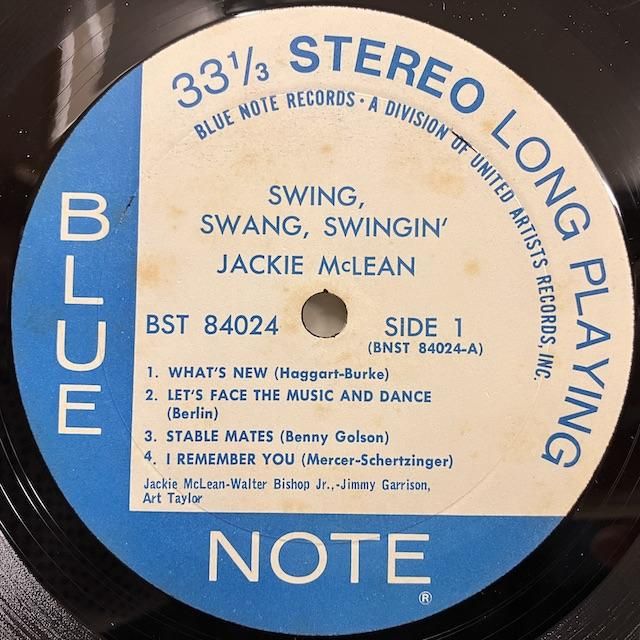 33⅓ STEREO LONG PLAYING
BLUE NOTE RECORDS • A DIVISION OF UNITED ARTISTS RECORDS, INC.
SWING,
SWANG, SWINGIN'
JACKIE McLEAN
BST 84024 SIDE 1
(BNST 84024-A)
1. WHAT'S NEW (Haggart-Burke)
2. LET'S FACE THE MUSIC AND DANCE
(Berlin)
3. STABLE MATES (Benny Golson)
4. I REMEMBER YOU (Mercer-Schertzinger)
Jackie McLean-Walter Bishop Jr.,-Jimmy Garrison,
Art Taylor
BLUE
NOTE
®